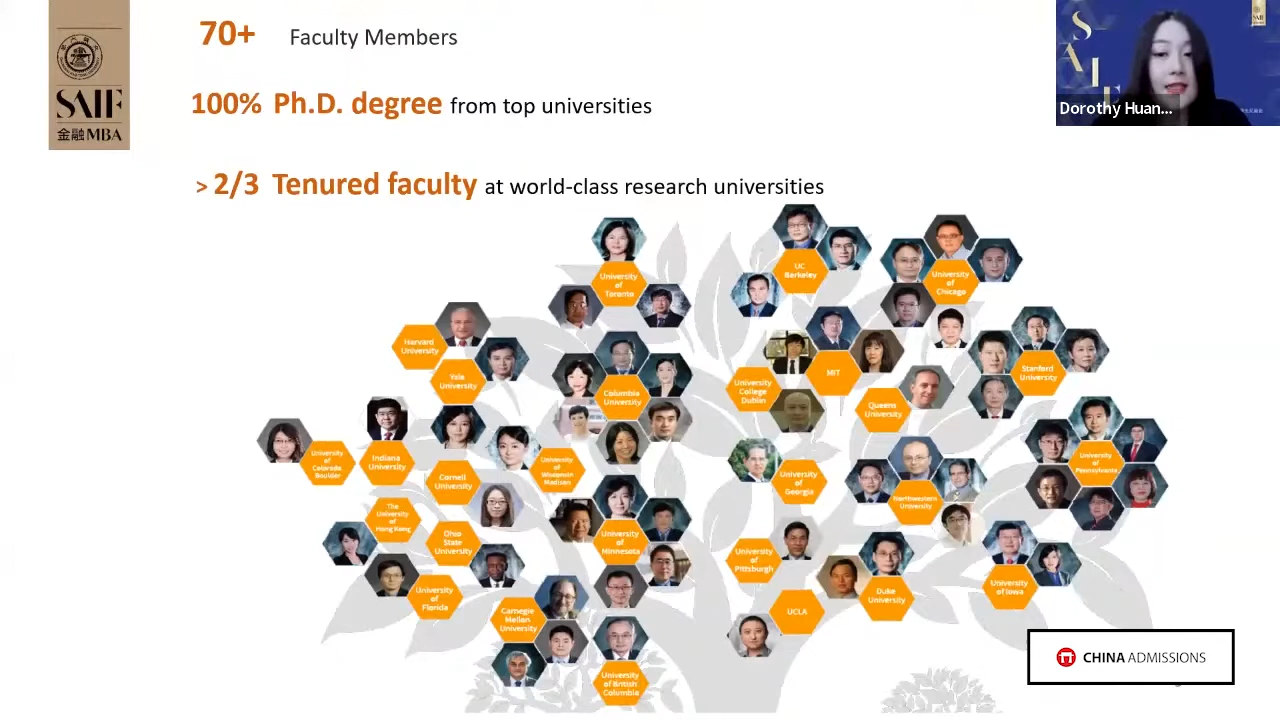 70+ Faculty Members
100% Ph.D. degree from top universities
> 2/3 Tenured faculty at world-class research universities
SAIF
金融MBA
SAIF
Dorothy Huan...
University
of
Toronto
UC
Berkeley
University
of
Chicago
Harvard
University
Yale
University
Columbia
University
University
College
Dublin
MIT
Queens
University
Stanford
University
University
of
Colorado
Boulder
Indiana
University
Cornell
University
University
of
Wisconsin
Madison
University
of
Georgia
Northwestern
University
University
of
Pennsylvania
The
University
of
Hong Kong
Ohio
State
University
University
of
Minnesota
University
of
Pittsburgh
University
of
Florida
Carnegie
Mellon
University
UCLA
Duke
University
University
of Iowa
University
of British
Columbia
CHINA ADMISSIONS